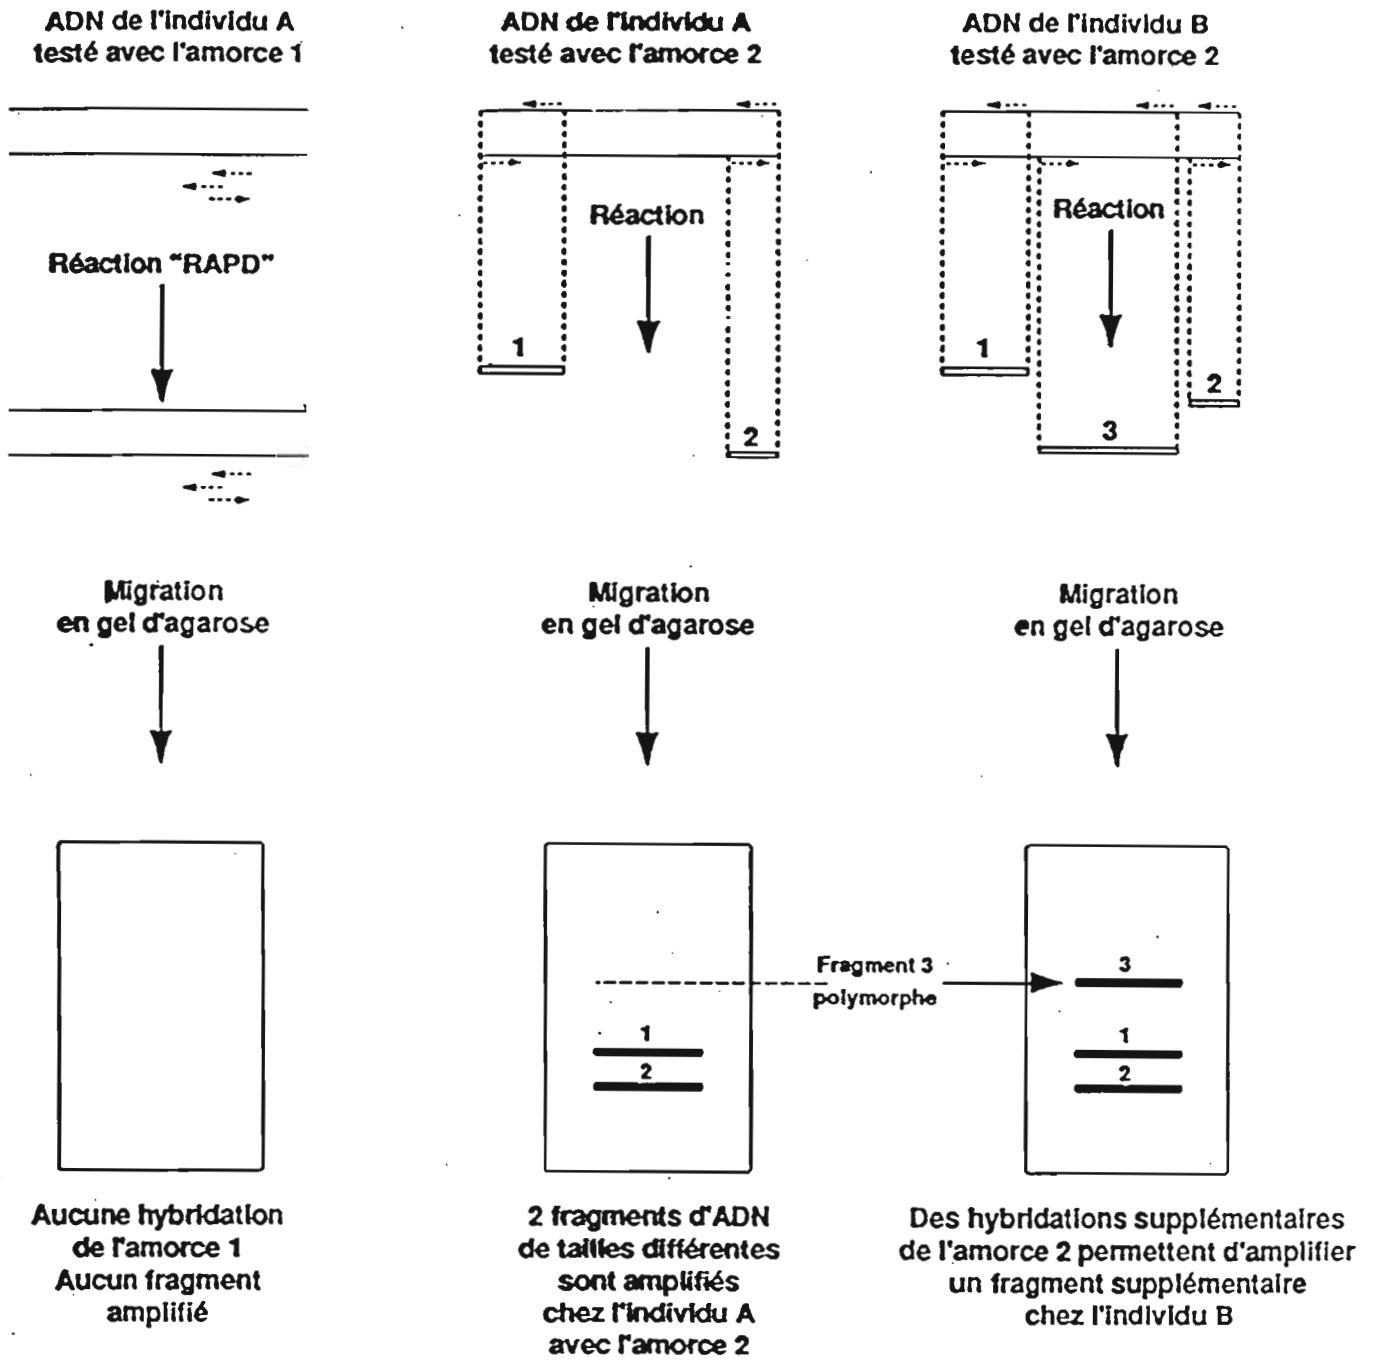 ADN de l'individu A
testé avec l'amorce 1
Réaction "RAPD"
Migration
en gel d'agarose
Aucune hybridation
de l'amorce 1
Aucun fragment
amplifié
ADN de l'individu A
testé avec l'amorce 2
Réaction
1
2
Migration
en gel d'agarose
1
2
2 fragments d'ADN
de tailles différentes
sont amplifiés
chez l'individu A
avec l'amorce 2
Fragment 3
polymorphe
ADN de l'individu B
testé avec l'amorce 2
Réaction
1
2
3
Migration
en gel d'agarose
3
1
2
Des hybridations supplémentaires
de l'amorce 2 permettent d'amplifier
un fragment supplémentaire
chez l'individu B